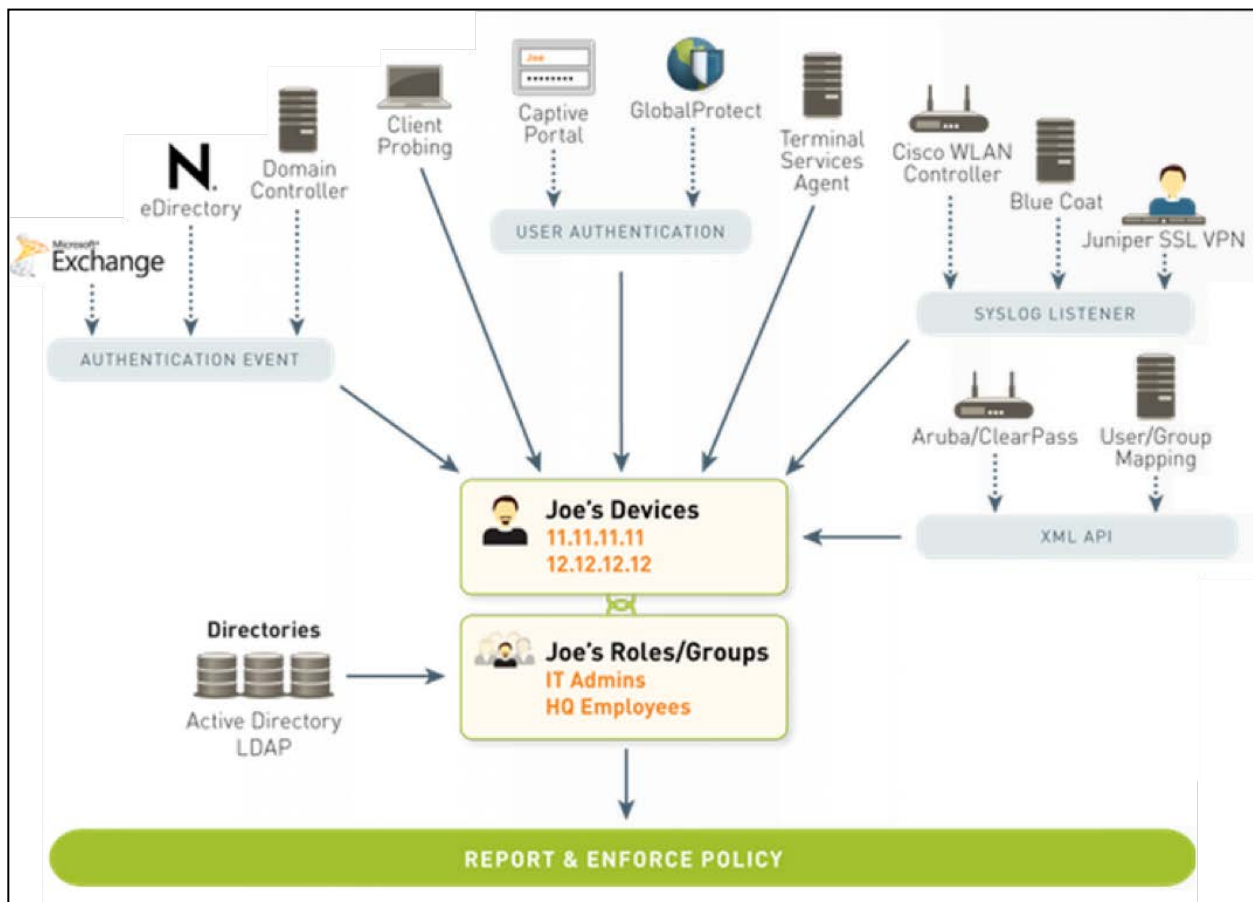 Joe
********
Client
Probing
Captive
Portal
GlobalProtect
Terminal
Services
Agent
Cisco WLAN
Controller
Blue Coat
Juniper SSL VPN
Domain
Controller
N.
eDirectory
Microsoft®
Exchange
USER AUTHENTICATION
SYSLOG LISTENER
AUTHENTICATION EVENT
Aruba/ClearPass
User/Group
Mapping
XML API
Joe's Devices
11.11.11.11
12.12.12.12
Directories
Active Directory
LDAP
Joe's Roles/Groups
IT Admins
HQ Employees
REPORT & ENFORCE POLICY